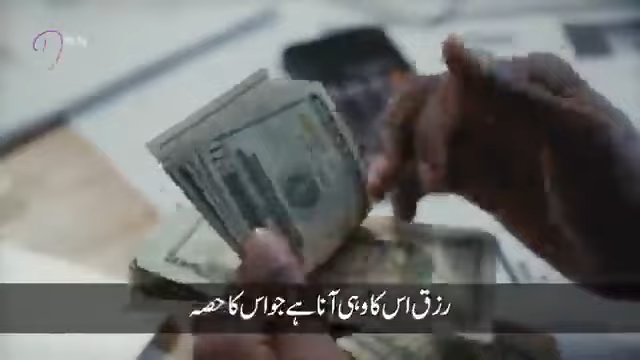 رزق اس کا وہی آنا ہے جو اس کا حصہ